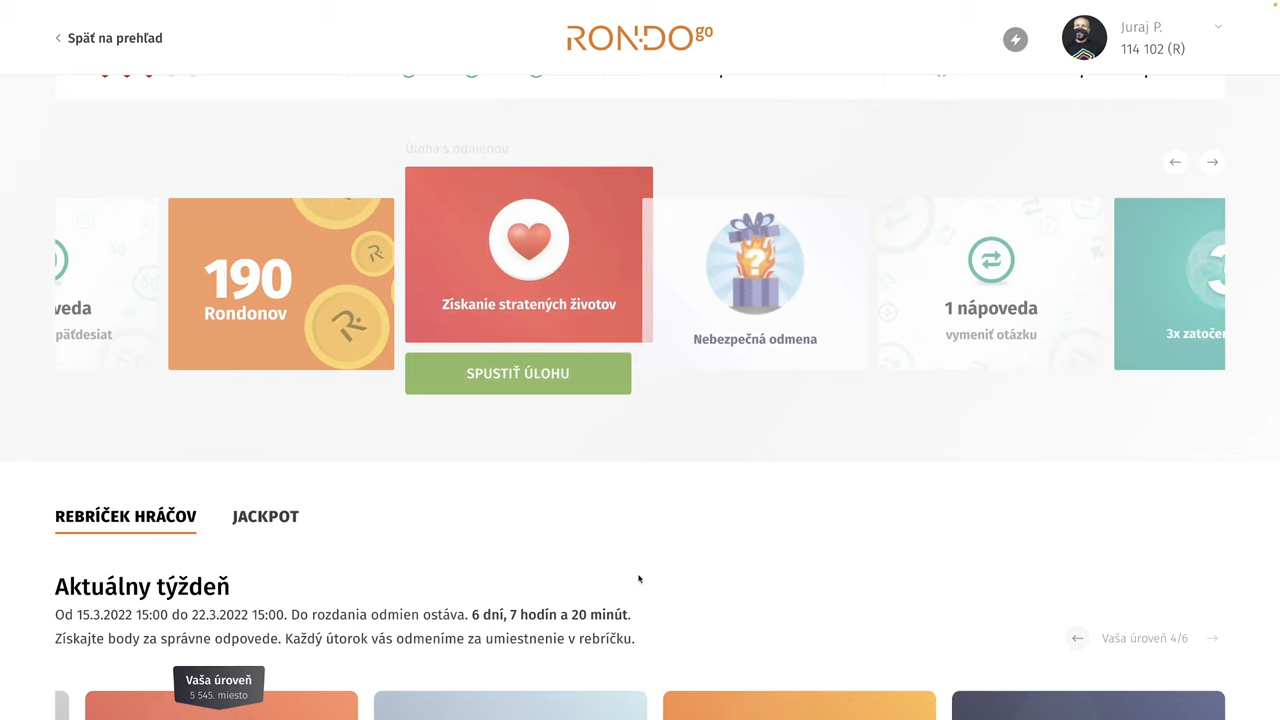 Späť na prehľad
RONDO go
Juraj P.
114 102 (R)
Úloha s odmenou
veda
päťdesiat
190
Rondonov
Získanie stratených životov
SPUSTIŤ ÚLOHU
Nebezpečná odmena
1 nápoveda
vymeniť otázku
3x zatočen
REBRÍČEK HRÁČOV
JACKPOT
Aktuálny týždeň
Od 15.3.2022 15:00 do 22.3.2022 15:00. Do rozdania odmien ostáva. 6 dní, 7 hodín a 20 minút.
Získajte body za správne odpovede. Každý útorok vás odmeníme za umiestnenie v rebríčku.
Vaša úroveň 4/6
Vaša úroveň
5 545. miesto